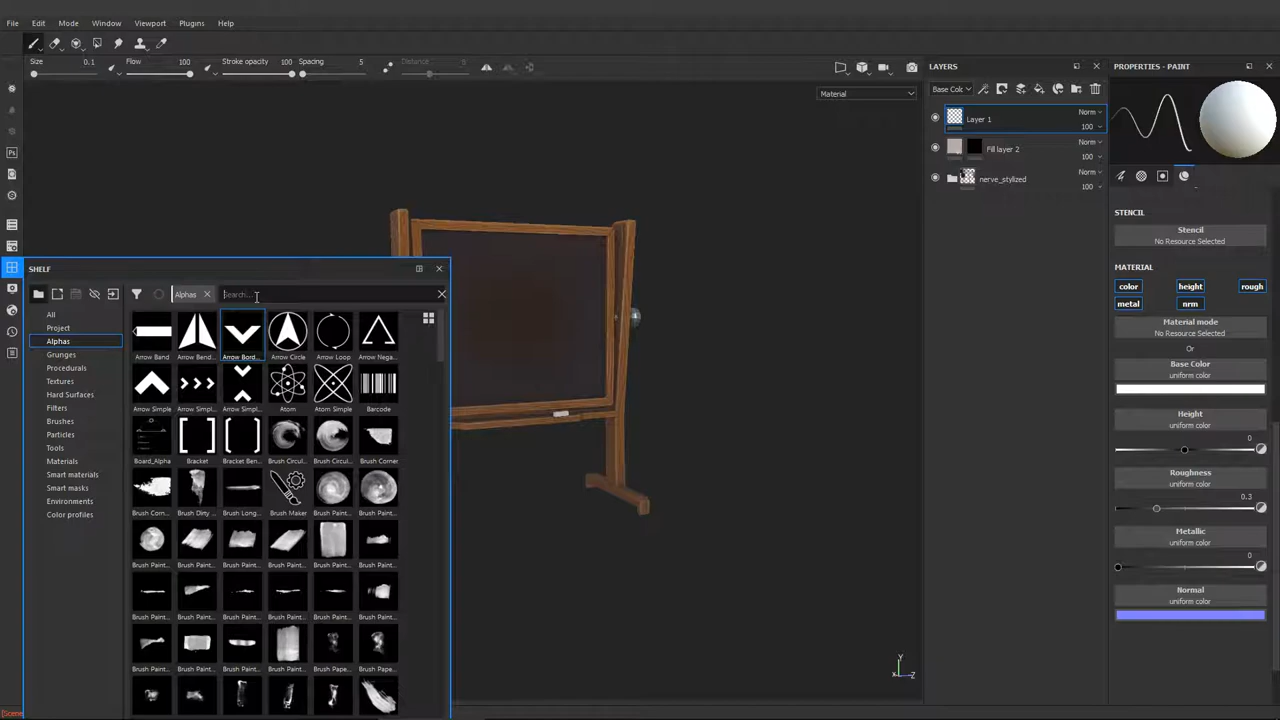 File Edit Mode Window Viewport Plugins Help
Size 0.1 Flow 100 Stroke opacity 100 Spacing 5 Distance
Material
LAYERS
Base Colc
Layer 1 Norm 100
Fill layer 2 Norm 100
nerve_stylized Norm 100
PROPERTIES - PAINT
STENCIL
Stencil
No Resource Selected
MATERIAL
color height rough
metal nrm
Material mode
No Resource Selected
Or
Base Color
uniform color
Height
uniform color
0
Roughness
uniform color
0.3
Metallic
uniform color
0
Normal
uniform color
SHELF
Alphas Search...
All
Project
Alphas
Grunges
Procedurals
Textures
Hard Surfaces
Filters
Brushes
Particles
Tools
Materials
Smart materials
Smart masks
Environments
Color profiles
Arrow Band Arrow Bend... Arrow Bord... Arrow Circle Arrow Loop Arrow Nega...
Arrow Simple Arrow Simpl... Arrow Simpl... Atom Atom Simple Barcode
Board_Alpha Bracket Bracket Ben... Brush Circul... Brush Circul... Brush Corner
Brush Corn... Brush Dirty ... Brush Long... Brush Maker Brush Paint... Brush Paint...
Brush Paint... Brush Paint... Brush Paint... Brush Paint... Brush Paint... Brush Paint...
Brush Paint... Brush Paint... Brush Paint... Brush Paint... Brush Paint... Brush Paint...
Brush Paint... Brush Paint... Brush Paint... Brush Paint... Brush Pape... Brush Pape...
Y
X Z
[Scene